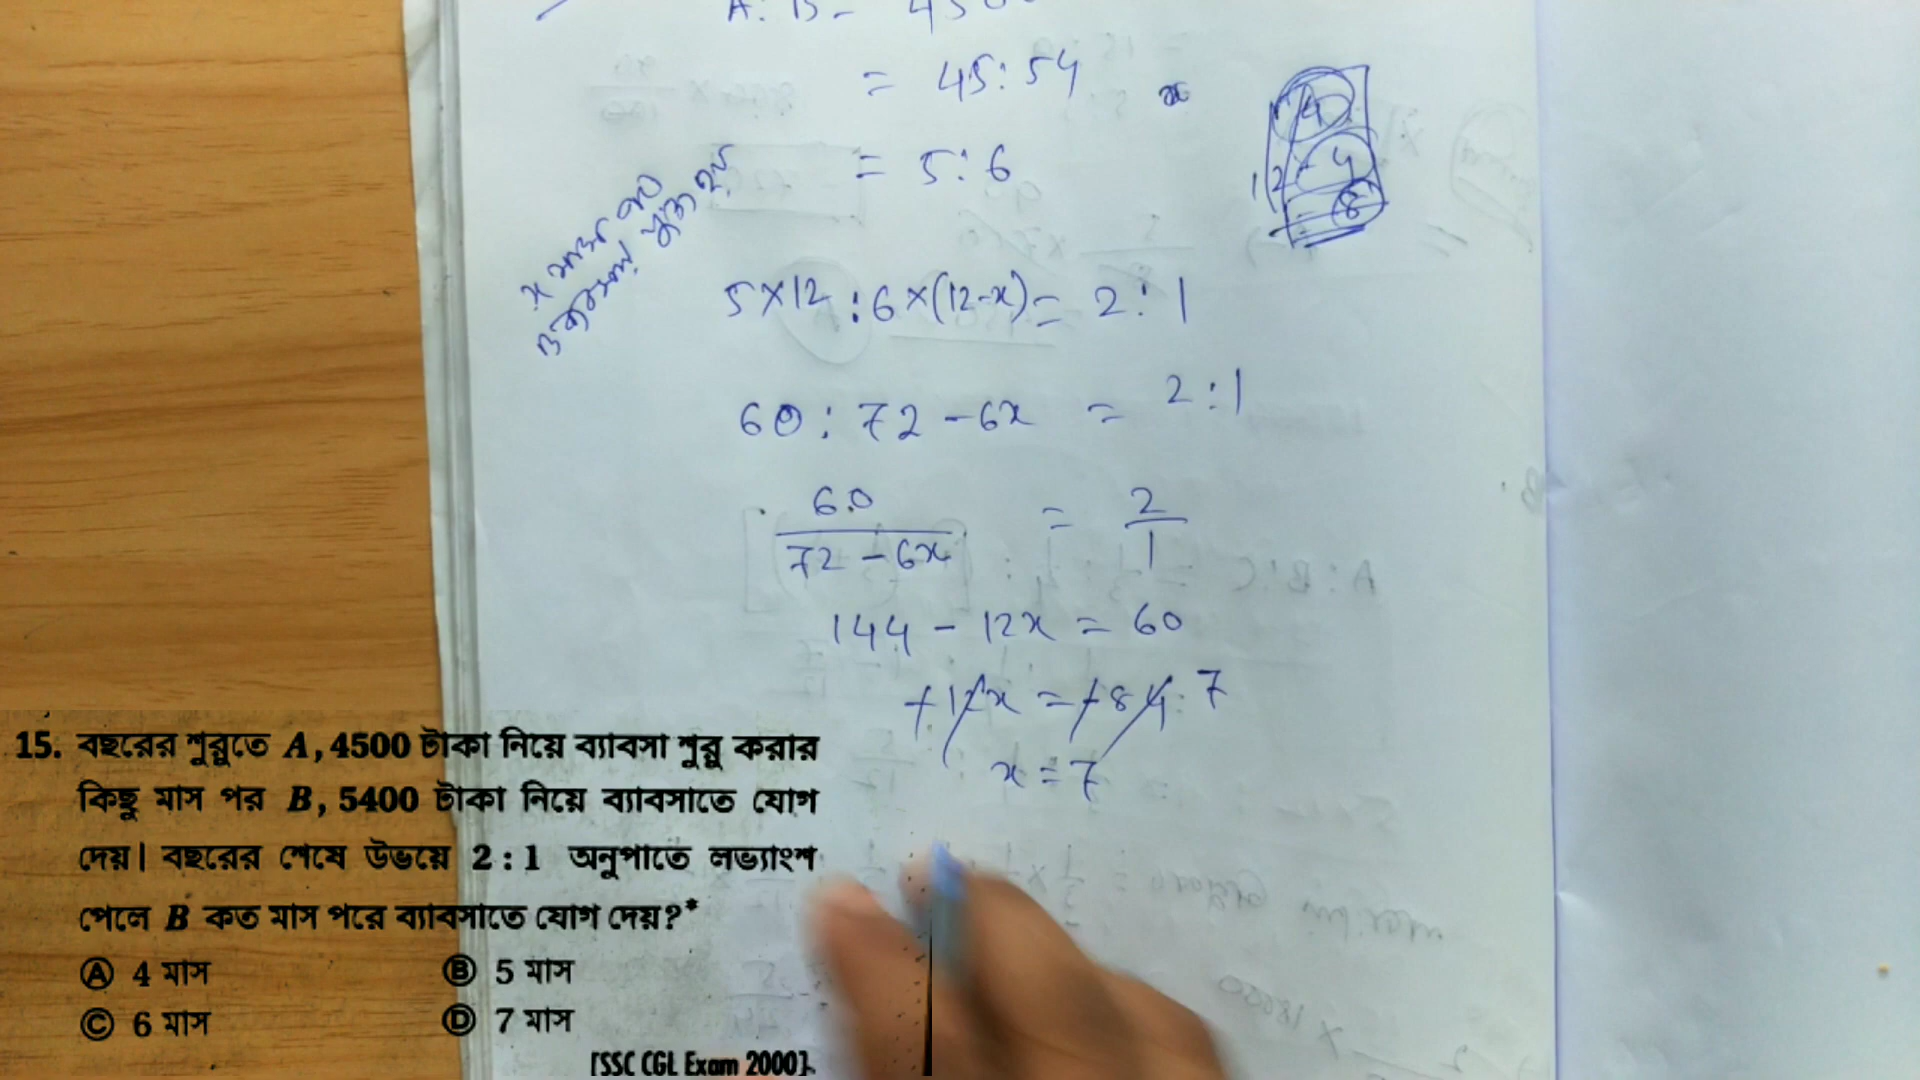 = 45:54
= 5:6
x মাস পর
5×12 : 6×(12-x) = 2:1
60 : 72-6x = 2:1
60/72-6x = 2/1
144 - 12x = 60
+12x = +84 7
x = 7
15. বছরের শুরুতে A, 4500 টাকা নিয়ে ব্যাবসা শুরু করার
কিছু মাস পর B, 5400 টাকা নিয়ে ব্যাবসাতে যোগ
দেয়। বছরের শেষে উভয়ে 2 : 1 অনুপাতে লভ্যাংশ
পেলে B কত মাস পরে ব্যাবসাতে যোগ দেয়?*
Ⓐ 4 মাস Ⓑ 5 মাস
Ⓒ 6 মাস Ⓓ 7 মাস
[SSC CGL Exam 2000]